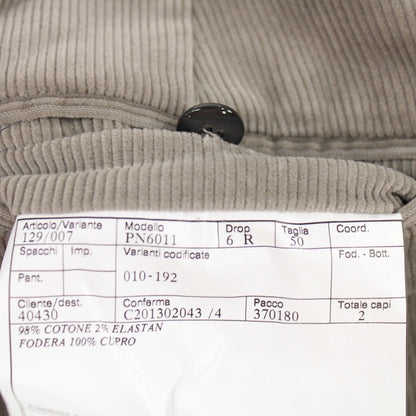 Articolo/Variante Modello Drop Taglia Coord.
129/007 PN6011 6 R 50
Spacchi Imp. Varianti codificate Fod. - Bott.
Pant. 010-192
Cliente/dest. Conferma Pacco Totale capi
40430 C201302043 /4 370180 2
98% COTONE 2% ELASTAN
FODERA 100% CUPRO